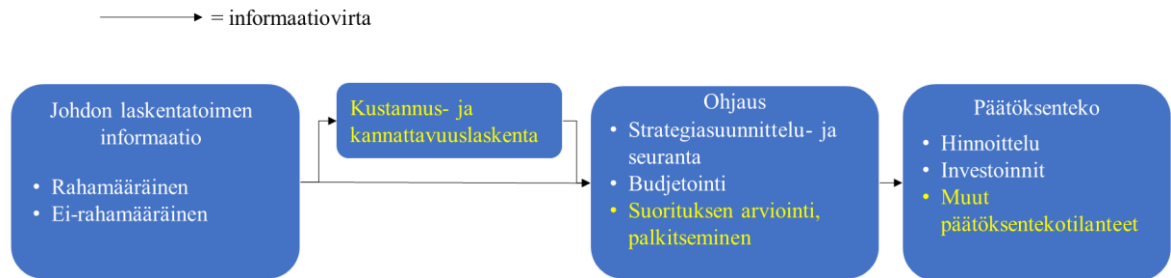 = informaatiovirta
Johdon laskentatoimen
informaatio
• Rahamääräinen
• Ei-rahamääräinen
Kustannus- ja
kannattavuuslaskenta
Ohjaus
• Strategiasuunnittelu- ja
seuranta
• Budjetointi
• Suorituksen arviointi,
palkitseminen
Päätöksenteko
• Hinnoittelu
• Investoinnit
• Muut
päätöksentekotilanteet